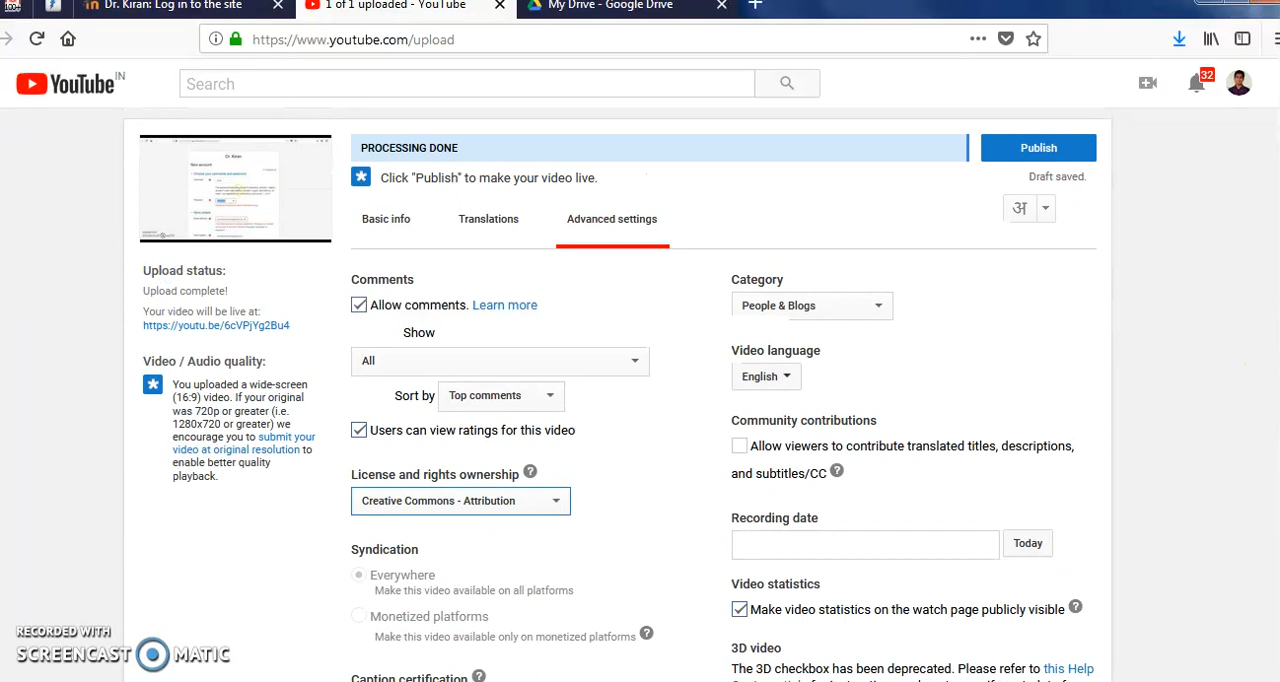 Dr. Kiran: Log in to the site
1 of 1 uploaded - YouTube
My Drive - Google Drive
https://www.youtube.com/upload
YouTube IN
Search
32
PROCESSING DONE
Publish
Click "Publish" to make your video live.
Draft saved.
अ
Basic info
Translations
Advanced settings
Upload status:
Upload complete!
Your video will be live at:
https://youtu.be/6cVPjYg2Bu4
Video / Audio quality:
You uploaded a wide-screen
(16:9) video. If your original
was 720p or greater (i.e.
1280x720 or greater) we
encourage you to submit your
video at original resolution to
enable better quality
playback.
Comments
Allow comments. Learn more
Show
All
Sort by Top comments
Users can view ratings for this video
License and rights ownership ?
Creative Commons - Attribution
Syndication
Everywhere
Make this video available on all platforms
Monetized platforms
Make this video available only on monetized platforms ?
Caption certification ?
Category
People & Blogs
Video language
English
Community contributions
Allow viewers to contribute translated titles, descriptions,
and subtitles/CC ?
Recording date
Today
Video statistics
Make video statistics on the watch page publicly visible ?
3D video
The 3D checkbox has been deprecated. Please refer to this Help
RECORDED WITH
SCREENCAST MATIC